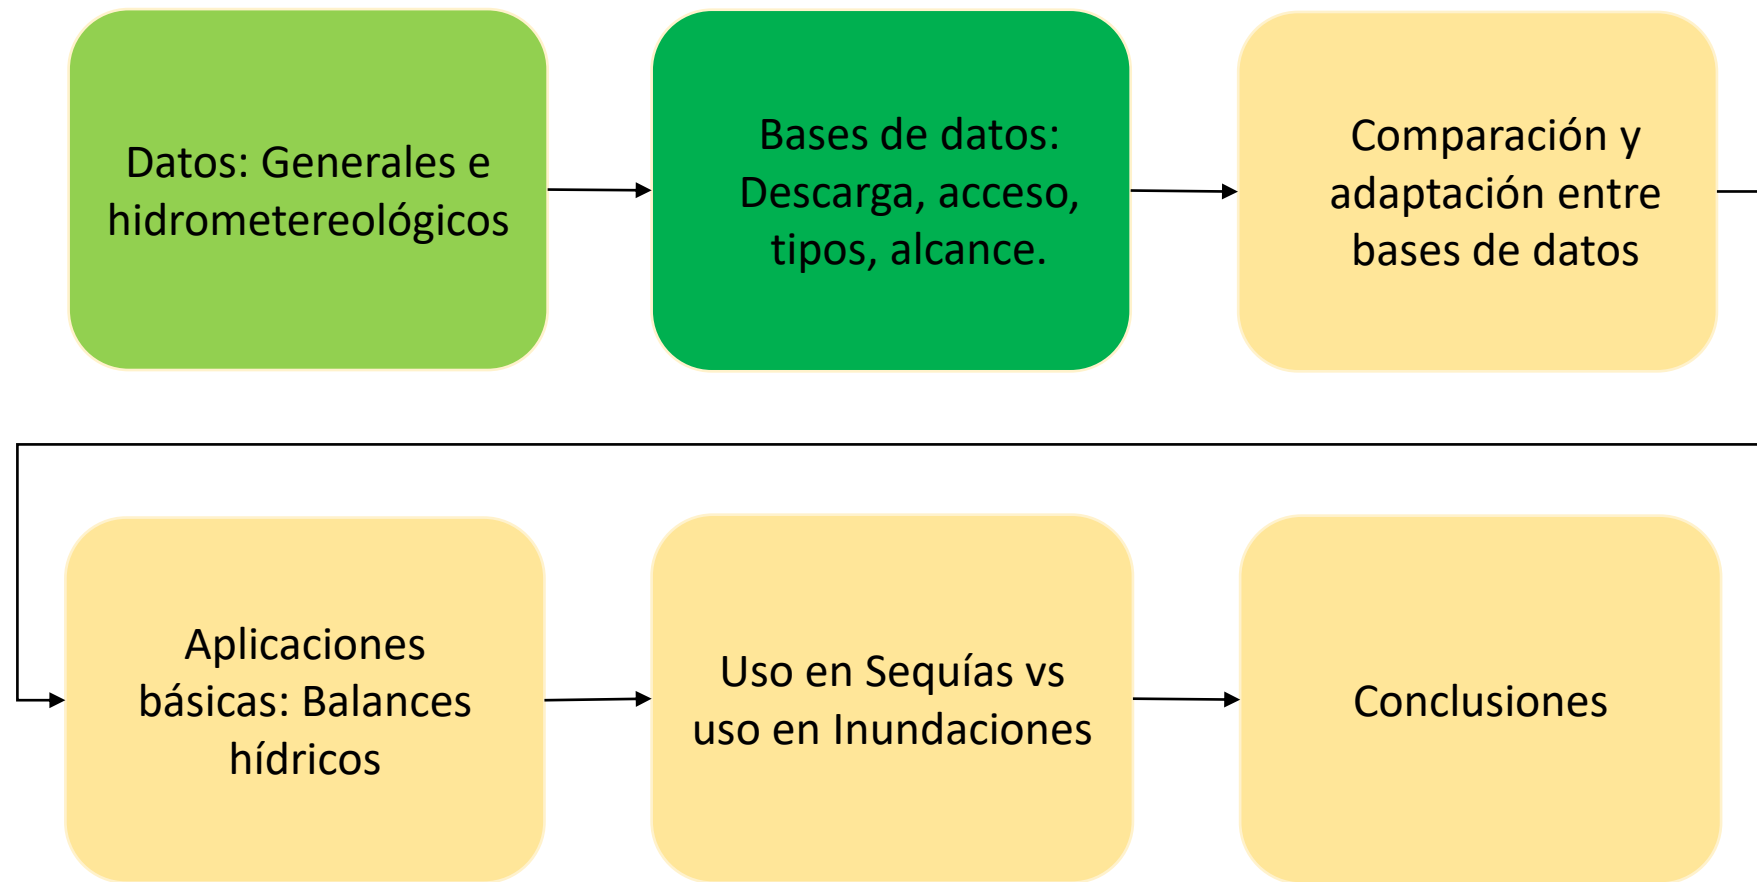 Datos: Generales e
hidrometereológicos
Bases de datos:
Descarga, acceso,
tipos, alcance.
Comparación y
adaptación entre
bases de datos
Aplicaciones
básicas: Balances
hídricos
Uso en Sequías vs
uso en Inundaciones
Conclusiones